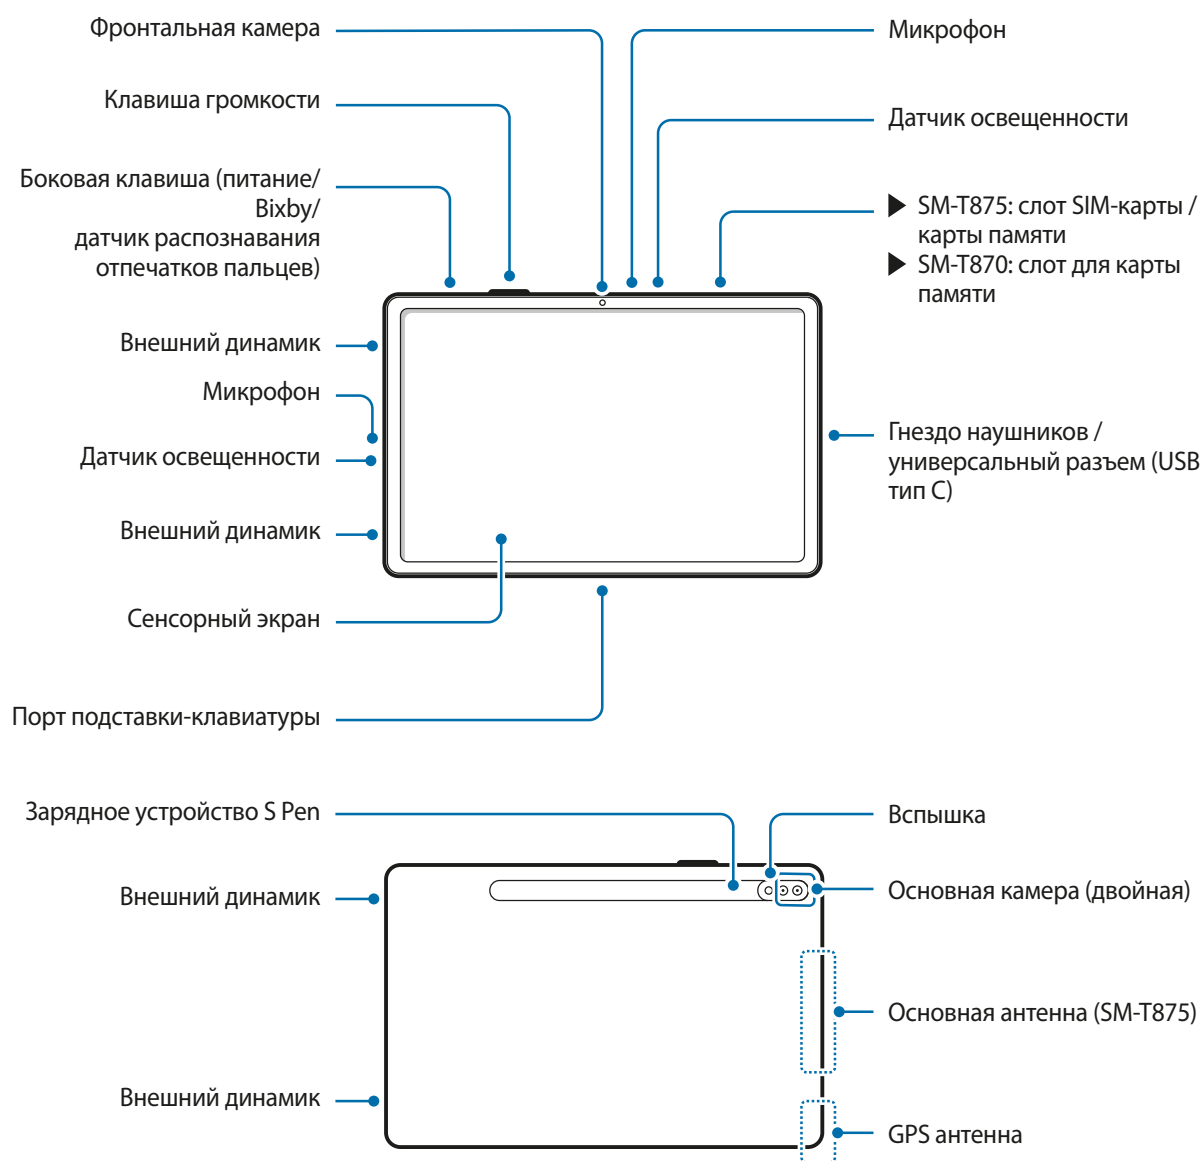 Фронтальная камера
Клавиша громкости
Боковая клавиша (питание/
Bixby/
датчик распознавания
отпечатков пальцев)
Внешний динамик
Микрофон
Датчик освещенности
Внешний динамик
Сенсорный экран
Порт подставки-клавиатуры
Микрофон
Датчик освещенности
SM-T875: слот SIM-карты /
карты памяти
SM-T870: слот для карты
памяти
Гнездо наушников /
универсальный разъем (USB
тип C)
Зарядное устройство S Pen
Внешний динамик
Внешний динамик
Вспышка
Основная камера (двойная)
Основная антенна (SM-T875)
GPS антенна